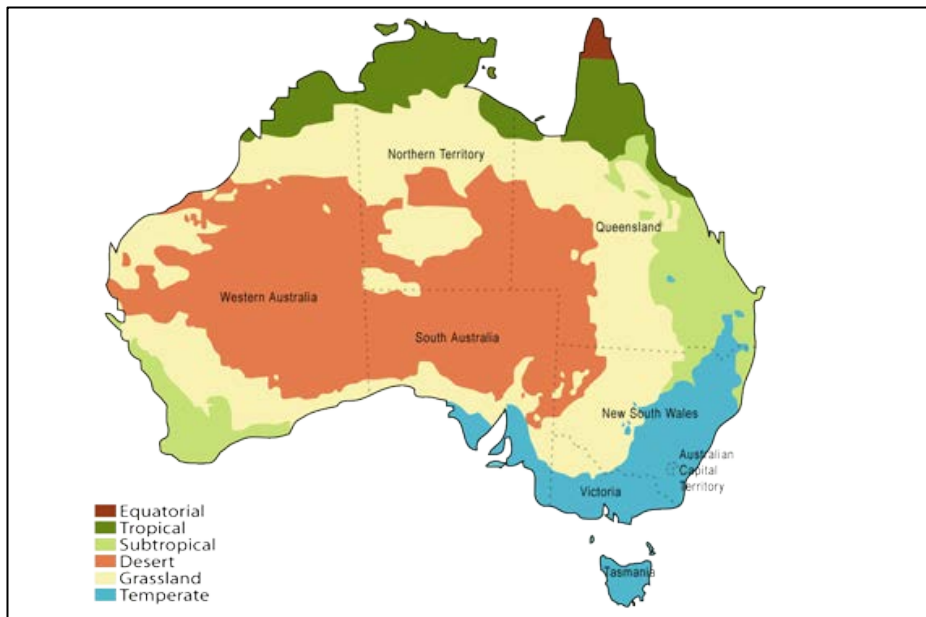 Northern Territory
Queensland
Western Australia
South Australia
New South Wales
Australian
Capital
Territory
Victoria
Tasmania
Equatorial
Tropical
Subtropical
Desert
Grassland
Temperate